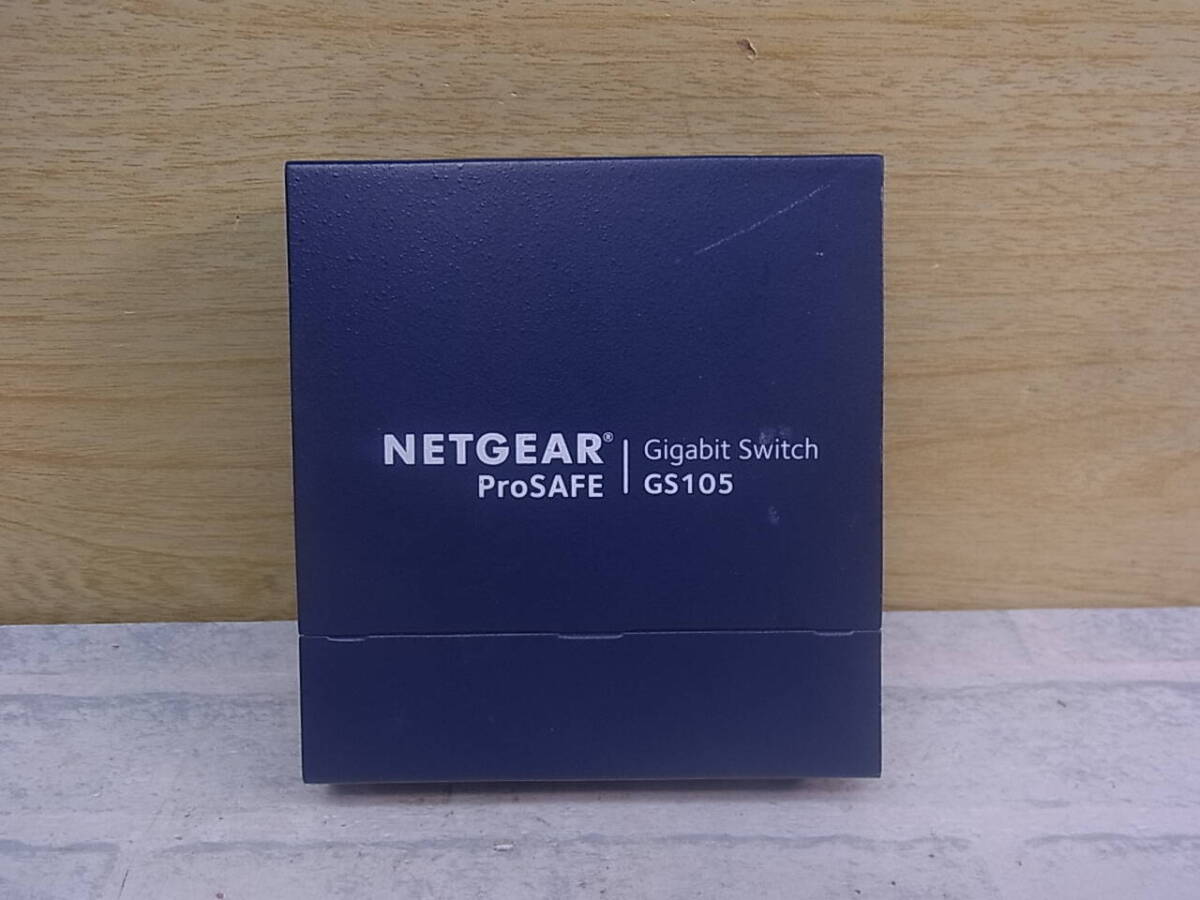 NETGEAR®
ProSAFE
Gigabit Switch
GS105